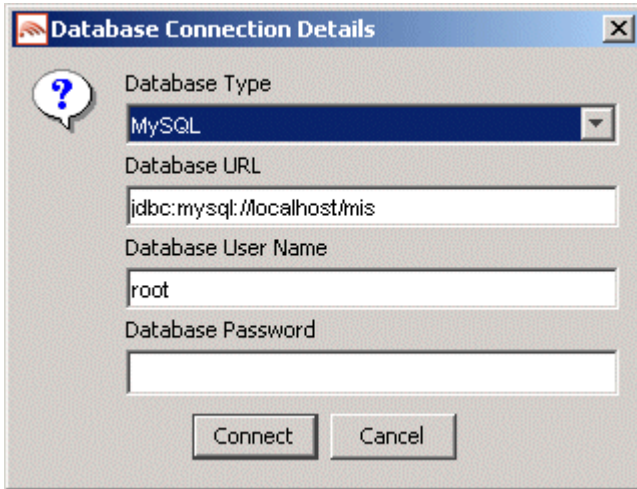 Database Connection Details
Database Type
MySQL
Database URL
jdbc:mysql://localhost/mis
Database User Name
root
Database Password
Connect Cancel